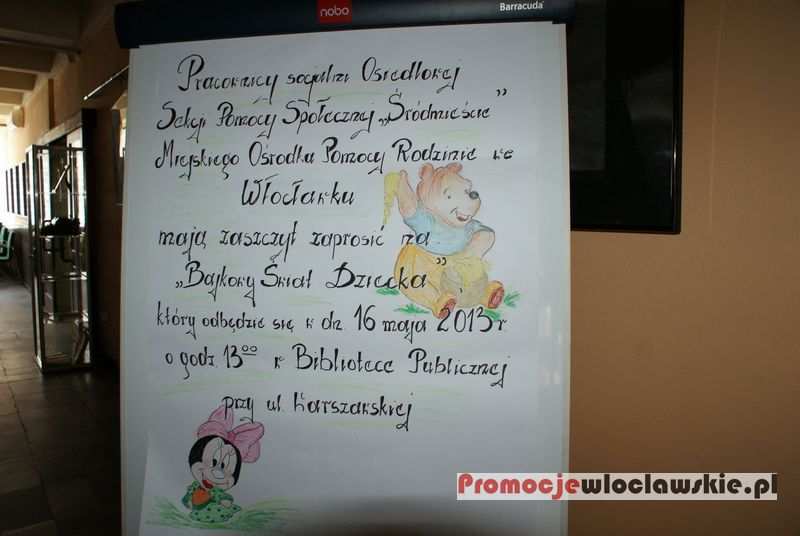 nobo
Barracuda
Pracownicy socjalni Osiedlowej
Sekcji Pomocy Społecznej „Śródmieście”
Miejskiego Ośrodka Pomocy Rodzinie we
Włocławku
mają zaszczyt zaprosić na
„Bajkowy Świat Dziecka”,
który odbędzie się w dn. 16 maja 2013r.
o godz. 13⁰⁰ w Bibliotece Publicznej
przy ul. Warszawskiej
Promocjewloclawskie.pl